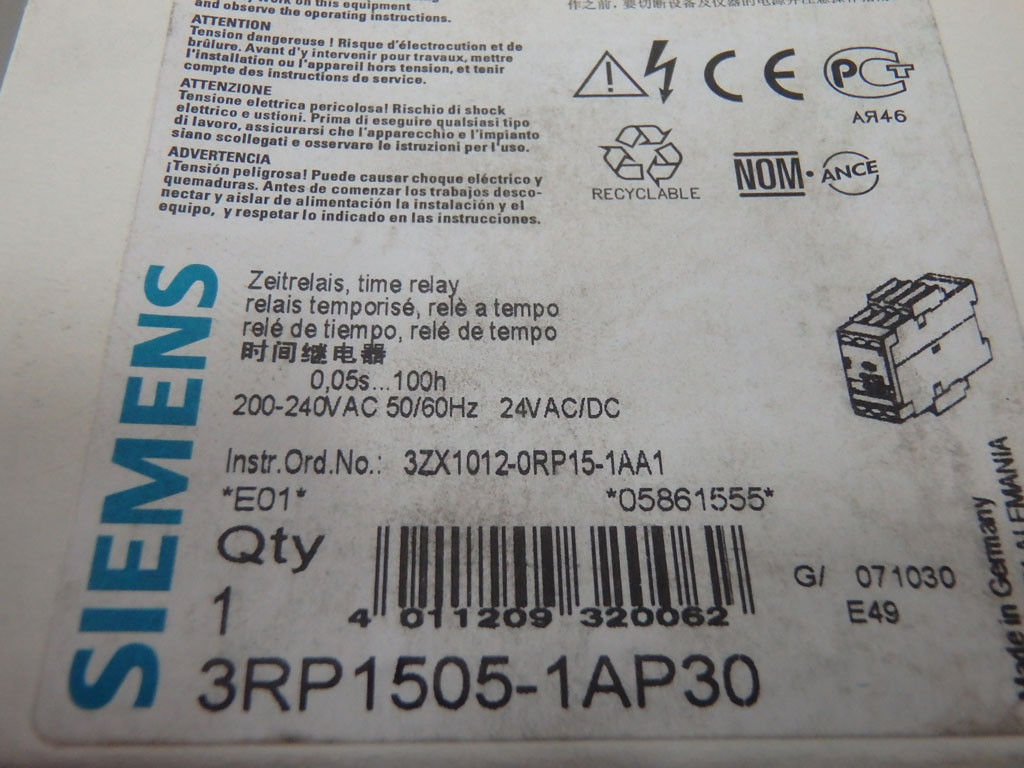 on this equipment
and observe the operating instructions.
ATTENTION
Tension dangereuse ! Risque d'électrocution et de
brûlure. Avant d'y intervenir pour travaux, mettre
l'installation ou l'appareil hors tension, et tenir
compte des instructions de service.
ATTENZIONE
Tensione elettrica pericolosa! Rischio di shock
elettrico e ustioni. Prima di eseguire qualsiasi tipo
di lavoro, assicurarsi che l'apparecchio e l'impianto
siano scollegati e osservare le istruzioni per l'uso.
ADVERTENCIA
¡Tensión peligrosa! Puede causar choque eléctrico y
quemaduras. Antes de comenzar los trabajos desco-
nectar y aislar de alimentación la instalación y el
equipo, y respetar lo indicado en las instrucciones.
CE
PCT
АЯ46
RECYCLABLE
NOM·ANCE
SIEMENS
Zeitrelais, time relay
relais temporisé, relè a tempo
relé de tiempo, relé de tempo
时间继电器
0,05s...100h
200-240VAC 50/60Hz 24VAC/DC
Instr.Ord.No.: 3ZX1012-0RP15-1AA1
*E01* *05861555*
Qty
1
4 011209 320062
G/ 071030
E49
3RP1505-1AP30
Made in Germany
ALEMANIA